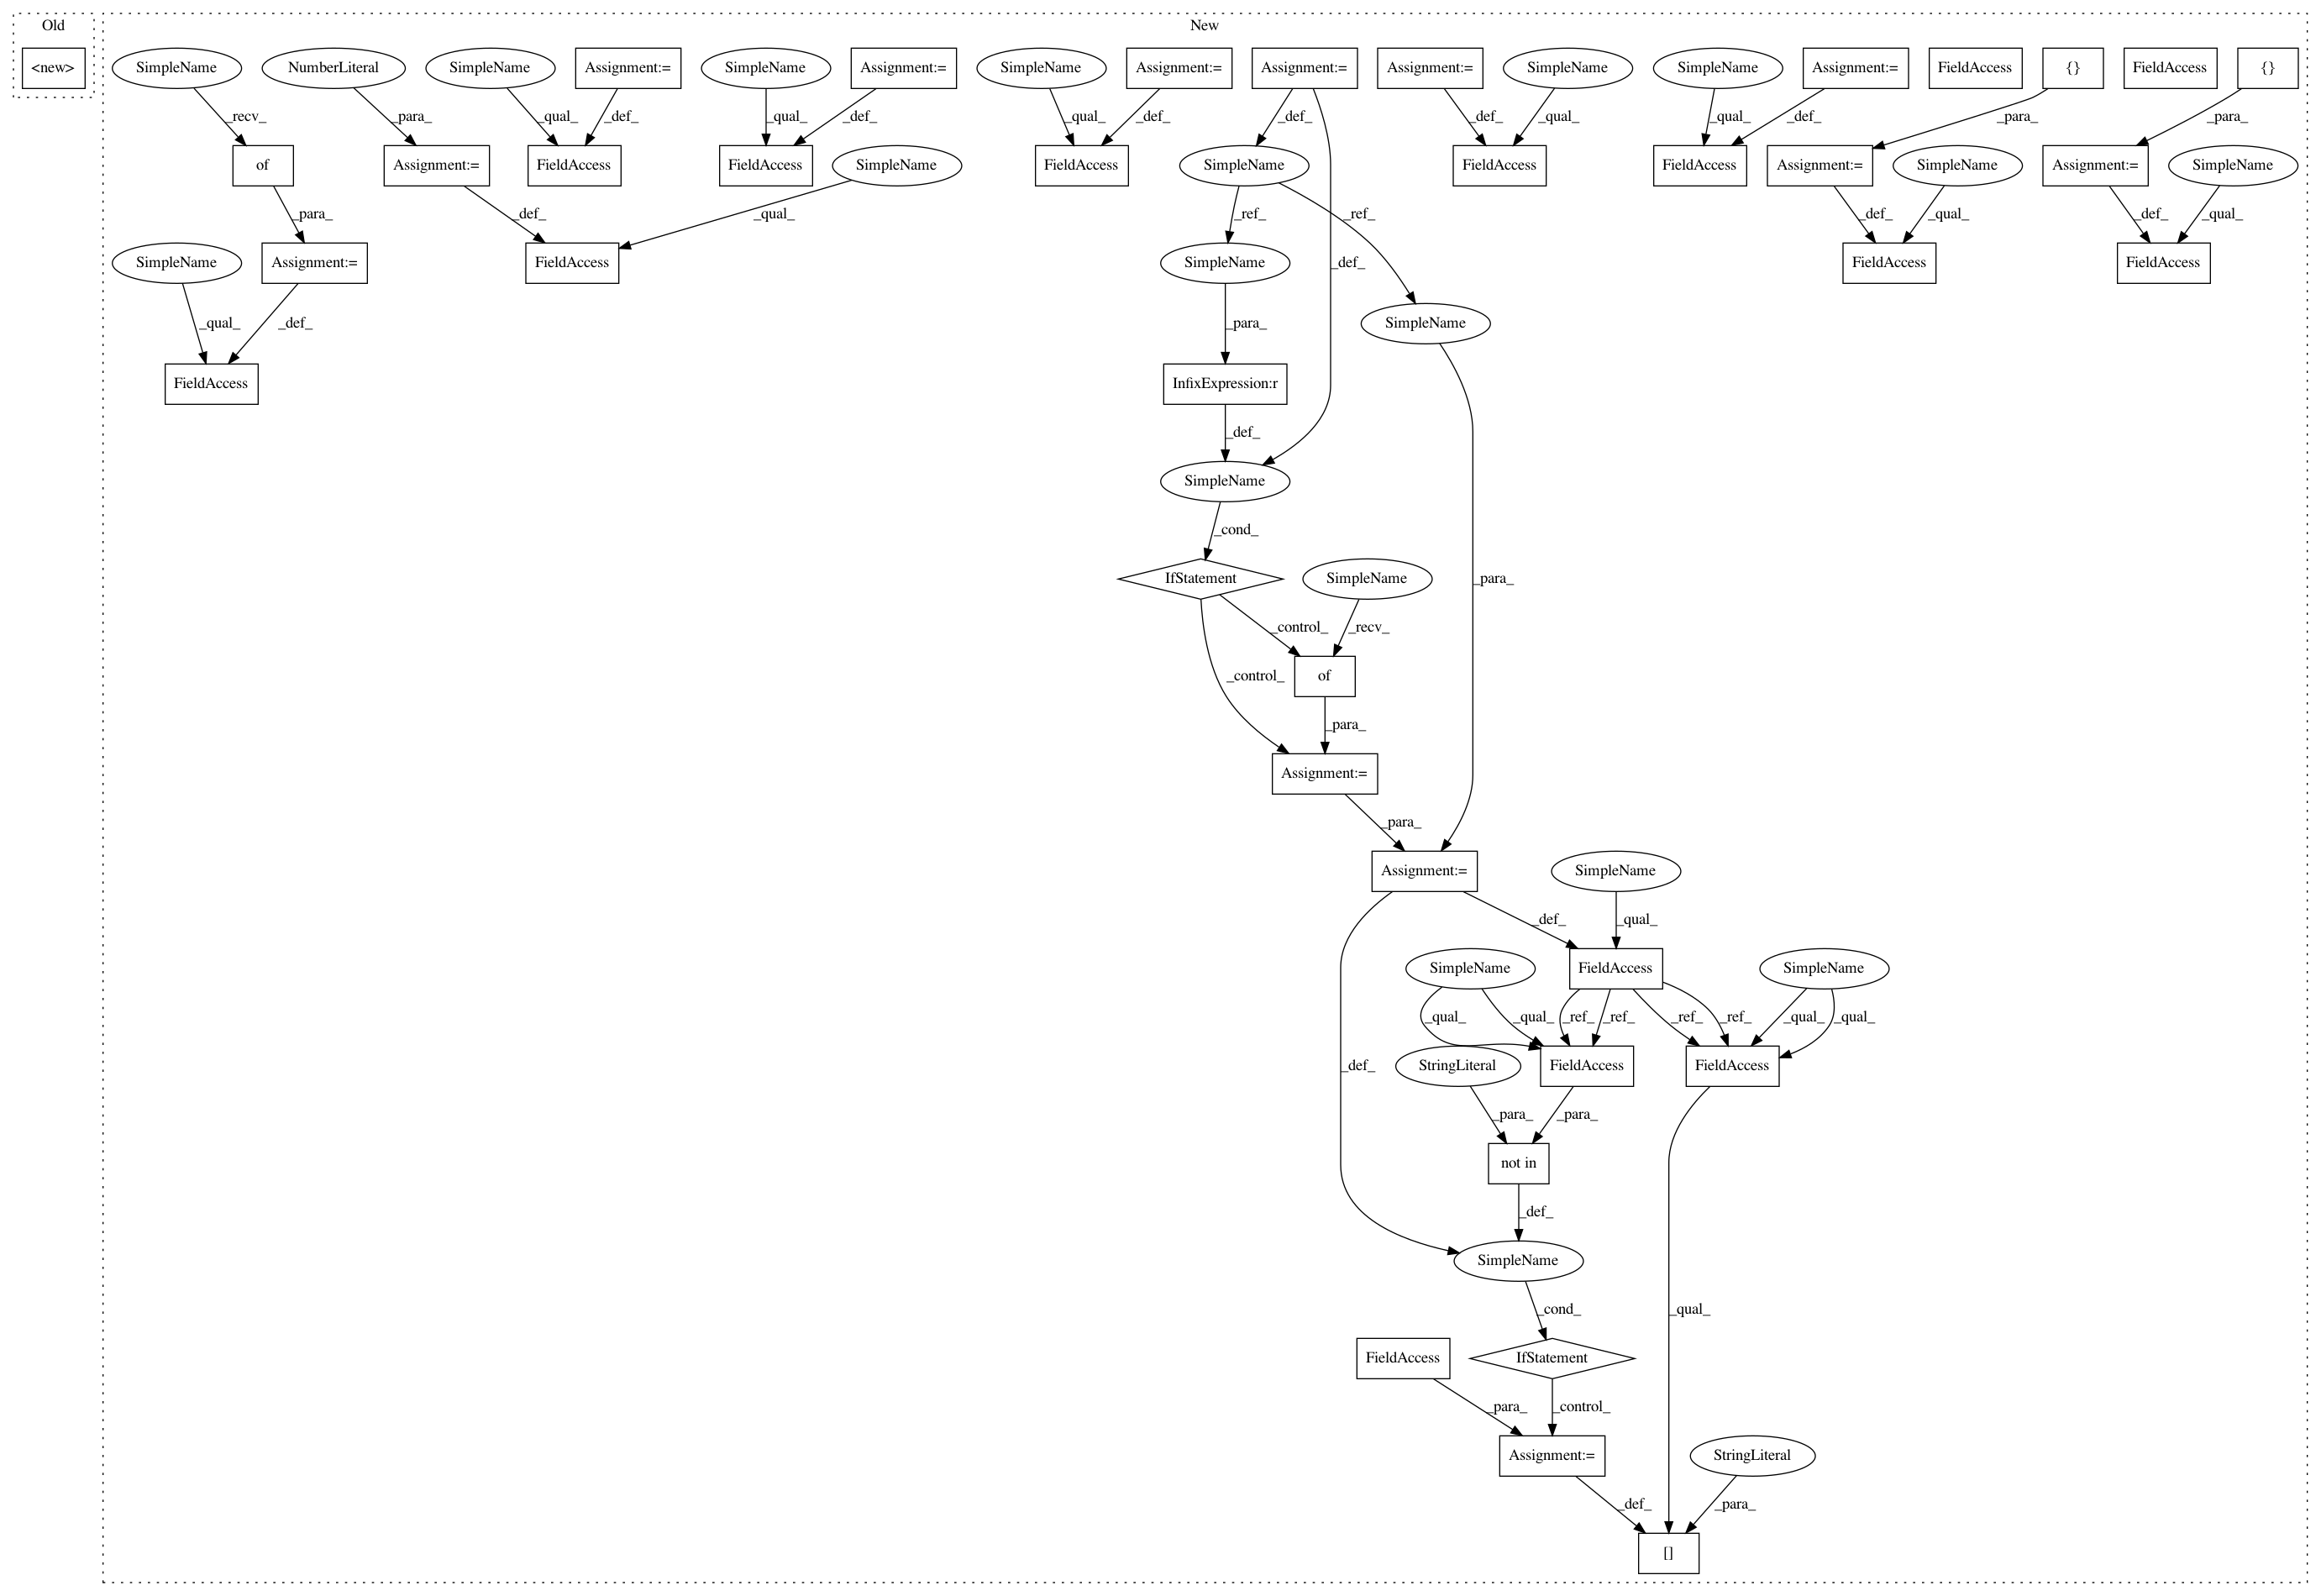 Old
New
<new>
SimpleName
NumberLiteral
SimpleName
Assignment:=
SimpleName
Assignment:=
SimpleName
Assignment:=
Assignment:=
Assignment:=
SimpleName
SimpleName
Assignment:=
FieldAccess
{}
FieldAccess
{}
_recv_
_para_
_qual_
_def_
_qual_
_def_
_qual_
_def_
_def_
_def_
_qual_
_qual_
_def_
_para_
_para_
of
Assignment:=
FieldAccess
FieldAccess
SimpleName
FieldAccess
SimpleName
FieldAccess
FieldAccess
Assignment:=
SimpleName
Assignment:=
SimpleName
_para_
_def_
_qual_
_ref_
_ref_
_def_
_qual_
_def_
_qual_
SimpleName
Assignment:=
FieldAccess
SimpleName
_def_
FieldAccess
FieldAccess
_qual_
_def_
_para_
SimpleName
FieldAccess
InfixExpression:r
_def_
SimpleName
_cond_
IfStatement
SimpleName
_para_
_control_
_recv_
_control_
of
_para_
Assignment:=
_para_
Assignment:=
SimpleName
_def_
_qual_
SimpleName
FieldAccess
SimpleName
_qual_
_qual_
_ref_
_ref_
_ref_
_ref_
_qual_
_qual_
_def_
StringLiteral
FieldAccess
FieldAccess
_para_
_para_
not in
_def_
SimpleName
_cond_
_qual_
FieldAccess
IfStatement
_para_
_control_
Assignment:=
StringLiteral
_def_
_para_
[]